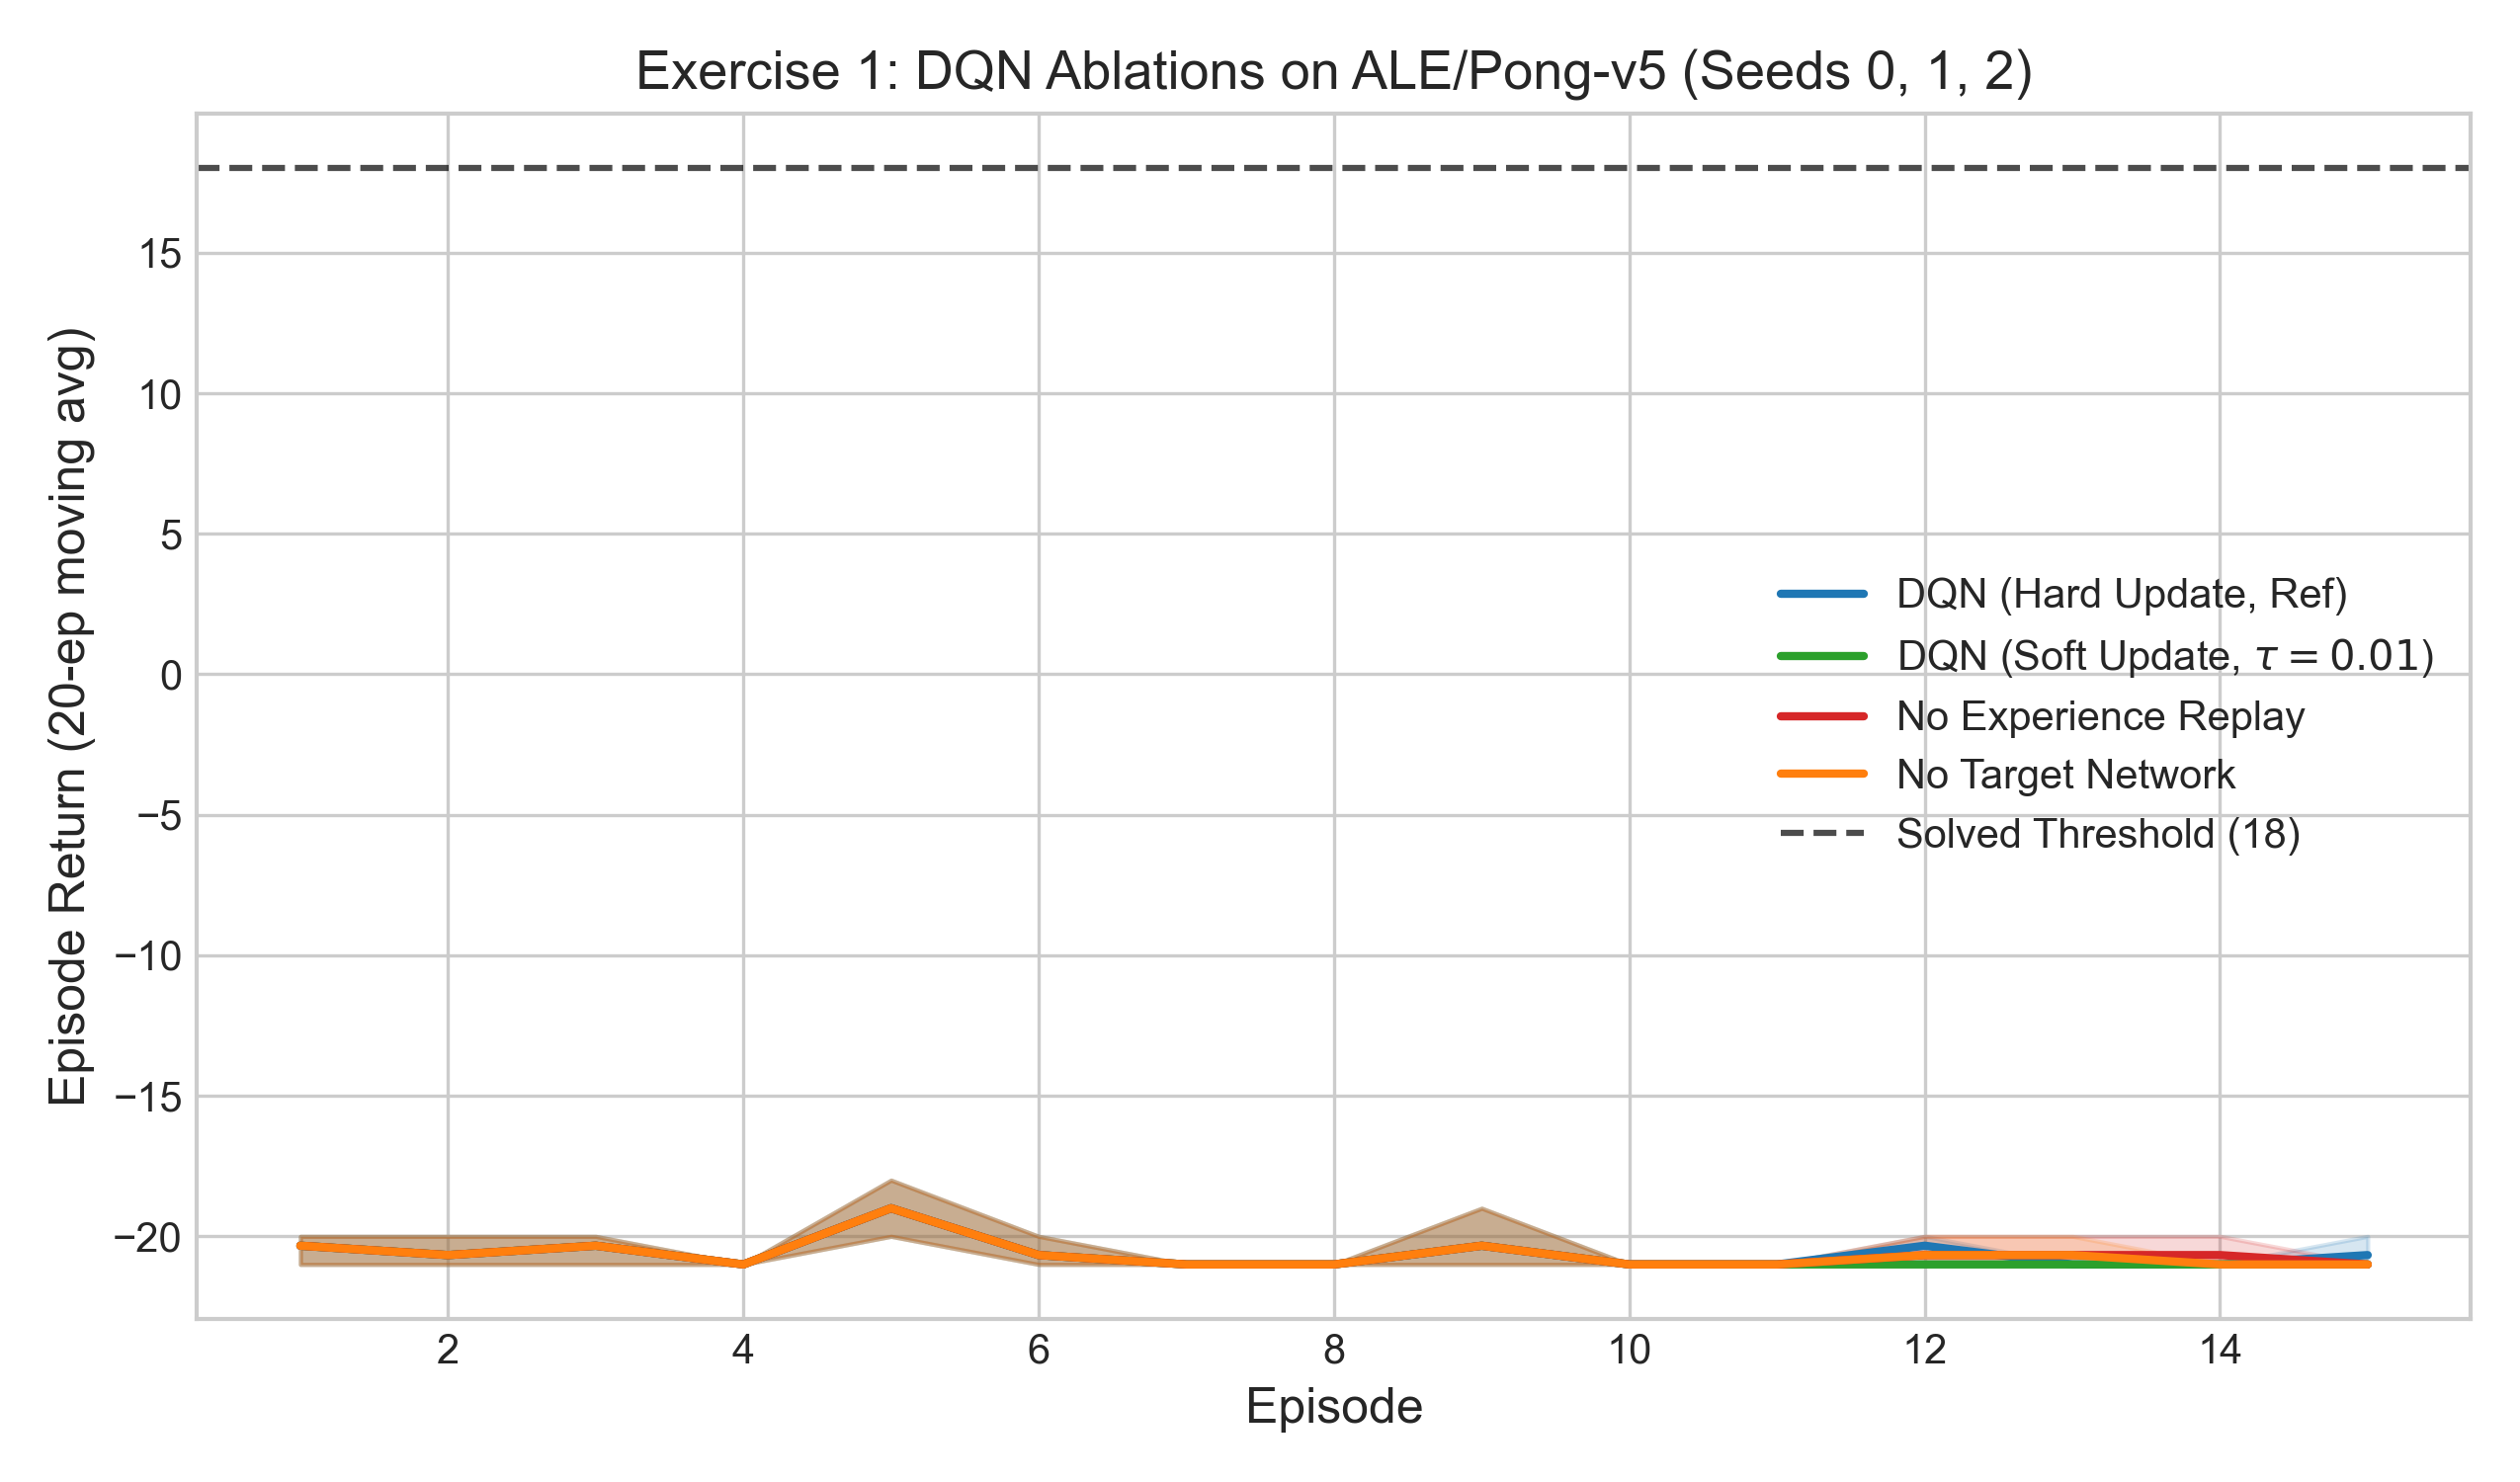 Exercise 1: DQN Ablations on ALE/Pong-v5 (Seeds 0, 1, 2)
Episode Return (20-ep moving avg)
15
10
5
0
−5
−10
−15
−20
DQN (Hard Update, Ref)
DQN (Soft Update, τ = 0.01)
No Experience Replay
No Target Network
Solved Threshold (18)
2 4 6 8 10 12 14
Episode